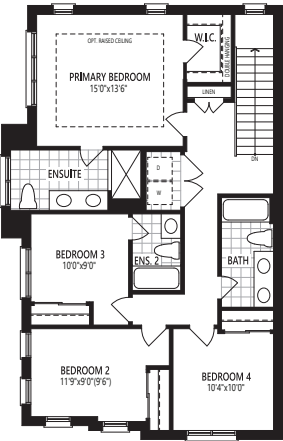 OPT. RAISED CEILING
W.I.C.
DOUBLE HANGING
PRIMARY BEDROOM
15'0"x13'6"
LINEN
DN
D
W
ENSUITE
BEDROOM 3
10'0"x9'0"
ENS. 2
BATH
BEDROOM 2
11'9"x9'0"(9'6")
BEDROOM 4
10'4"x10'0"